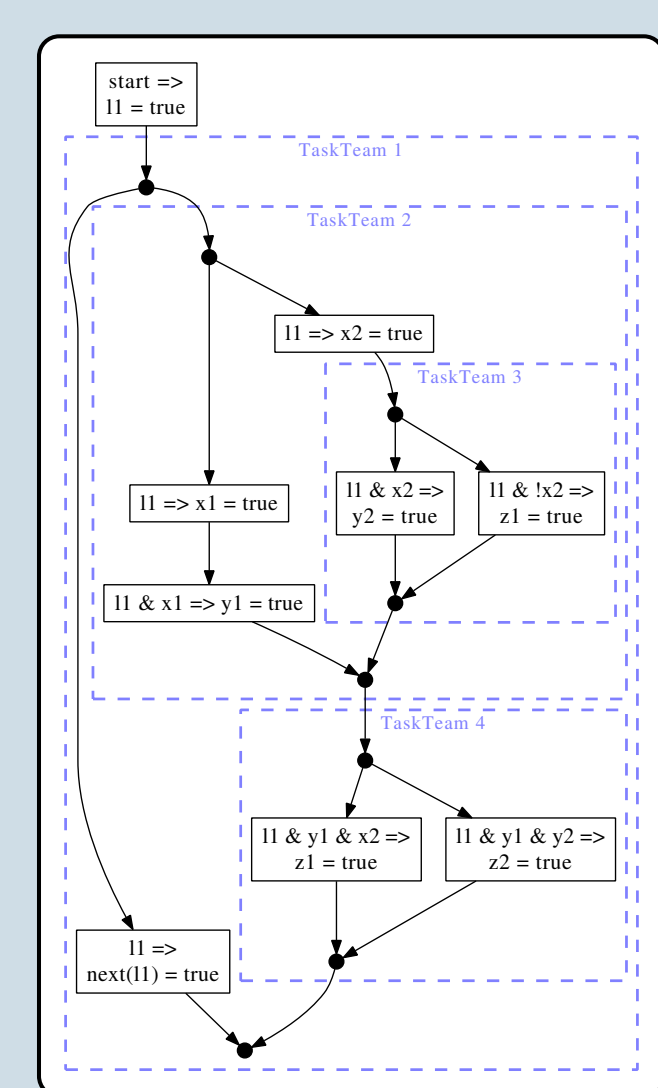 start =>
l1 = true
TaskTeam 1
TaskTeam 2
l1 => x2 = true
TaskTeam 3
l1 & x2 =>
y2 = true
l1 & !x2 =>
z1 = true
l1 => x1 = true
l1 & x1 => y1 = true
TaskTeam 4
l1 & y1 & x2 =>
z1 = true
l1 & y1 & y2 =>
z2 = true
l1 =>
next(l1) = true